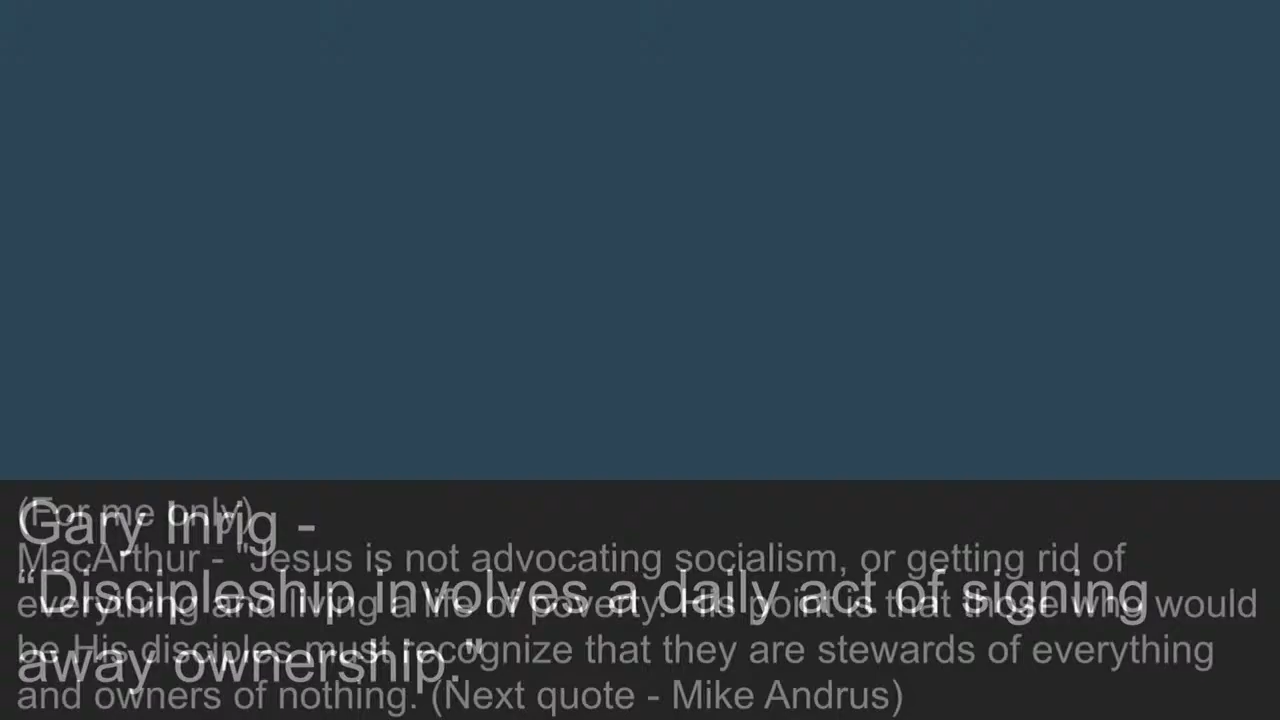 Gary Inrig -
“Discipleship involves a daily act of signing
away ownership."
(For me only)
MacArthur - "Jesus is not advocating socialism, or getting rid of
everything and living a life of poverty. His point is that those who would
be His disciples must recognize that they are stewards of everything
and owners of nothing. (Next quote - Mike Andrus)